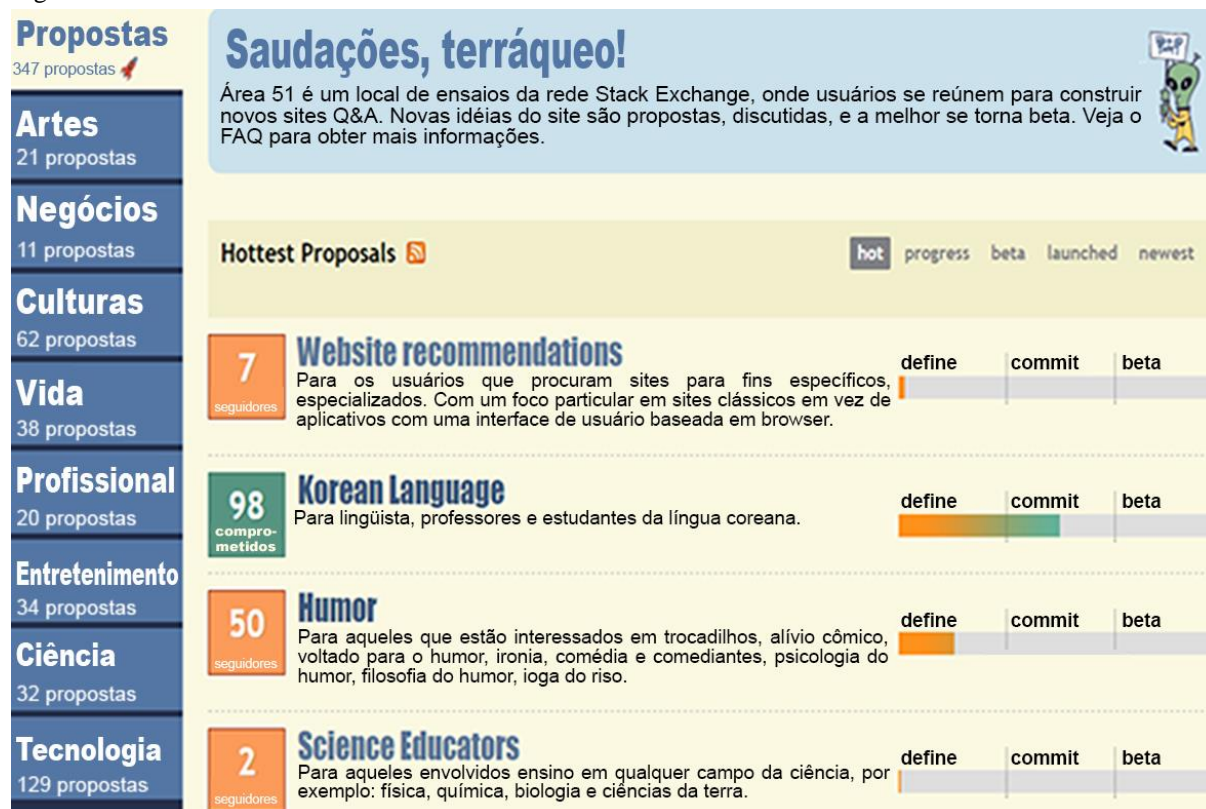 Propostas
347 propostas
Artes
21 propostas
Negócios
11 propostas
Culturas
62 propostas
Vida
38 propostas
Profissional
20 propostas
Entretenimento
34 propostas
Ciência
32 propostas
Tecnologia
129 propostas
Saudações, terráqueo!
Área 51 é um local de ensaios da rede Stack Exchange, onde usuários se reúnem para construir
novos sites Q&A. Novas idéias do site são propostas, discutidas, e a melhor se torna beta. Veja o
FAQ para obter mais informações.
Hottest Proposals
hot progress beta launched newest
7
seguidores
Website recommendations
Para os usuários que procuram sites para fins específicos,
especializados. Com um foco particular em sites clássicos em vez de
aplicativos com uma interface de usuário baseada em browser.
define commit beta
98
compro-
metidos
Korean Language
Para lingüista, professores e estudantes da língua coreana.
define commit beta
50
seguidores
Humor
Para aqueles que estão interessados em trocadilhos, alívio cômico,
voltado para o humor, ironia, comédia e comediantes, psicologia do
humor, filosofia do humor, ioga do riso.
define commit beta
2
seguidores
Science Educators
Para aqueles envolvidos ensino em qualquer campo da ciência, por
exemplo: física, química, biologia e ciências da terra.
define commit beta